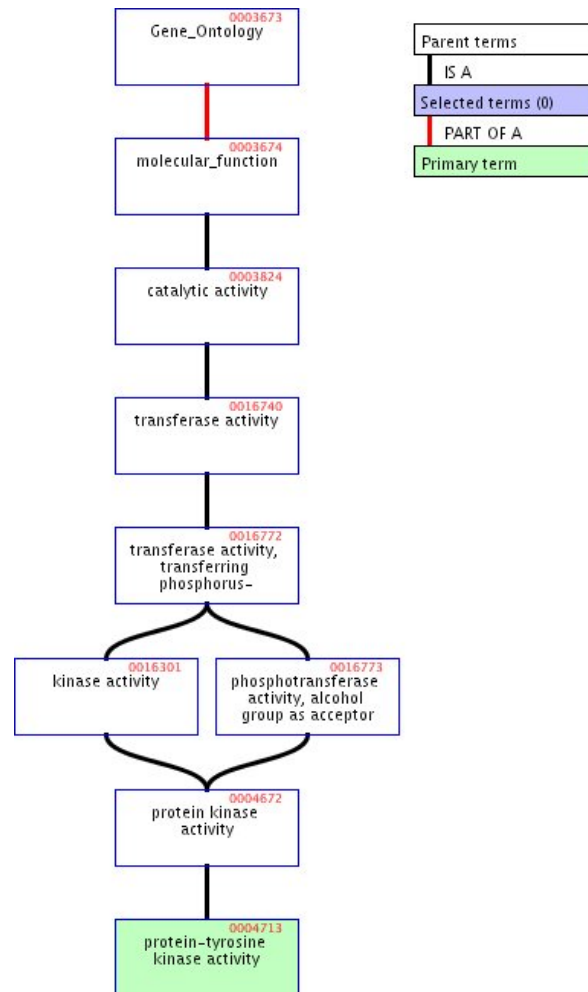 0003673
Gene_Ontology
Parent terms
IS A
Selected terms (0)
PART OF A
Primary term
0003674
molecular_function
0003824
catalytic activity
0016740
transferase activity
0016772
transferase activity,
transferring
phosphorus-
0016301
kinase activity
0016773
phosphotransferase
activity, alcohol
group as acceptor
0004672
protein kinase
activity
0004713
protein-tyrosine
kinase activity